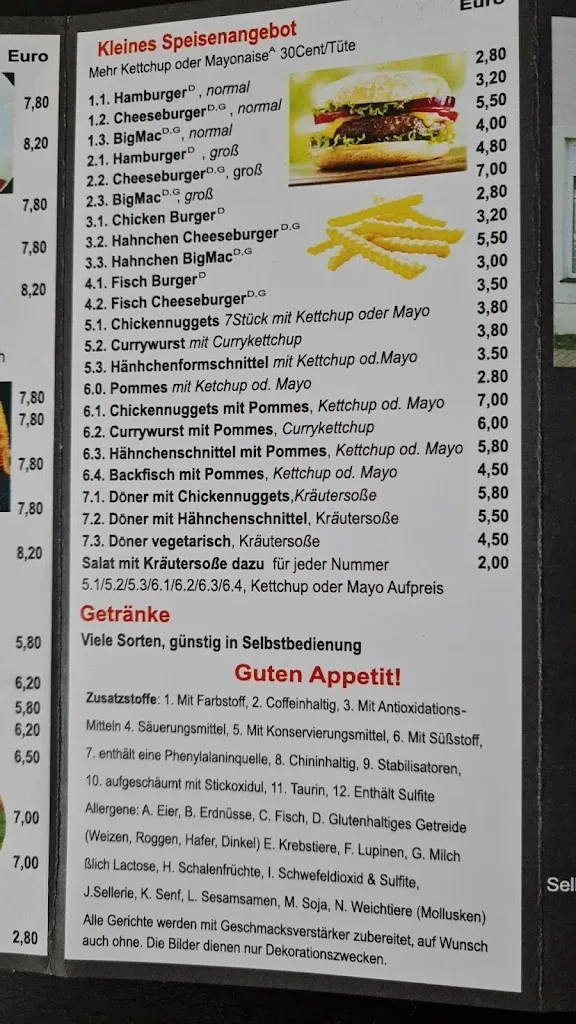 Euro
7,80
8,20
7,80
7,80
8,20
h
7,80
7,80
7,80
7,80
8,20
5,80
6,20
5,80
6,20
6,50
7,00
7,00
2,80
Euro
Kleines Speisenangebot
Mehr Kettchup oder Mayonaise^A 30Cent/Tüte
1.1. Hamburger^D , normal 2,80
1.2. Cheeseburger^D,G , normal 3,20
1.3. BigMac^D,G, normal 5,50
2.1. Hamburger^D , groß 4,00
2.2. Cheeseburger^D,G, groß 4,80
2.3. BigMac^D,G, groß 7,00
3.1. Chicken Burger^D 2,80
3.2. Hahnchen Cheeseburger^D,G 3,20
3.3. Hahnchen BigMac^D,G 5,50
4.1. Fisch Burger^D 3,00
4.2. Fisch Cheeseburger^D,G 3,50
5.1. Chickennuggets 7Stück mit Kettchup oder Mayo 3,80
5.2. Currywurst mit Currykettchup 3,80
5.3. Hänhchenformschnittel mit Kettchup od.Mayo 3.50
6.0. Pommes mit Ketchup od. Mayo 2.80
6.1. Chickennuggets mit Pommes, Kettchup od. Mayo 7,00
6.2. Currywurst mit Pommes, Currykettchup 6,00
6.3. Hähnchenschnittel mit Pommes, Kettchup od. Mayo 5,80
6.4. Backfisch mit Pommes, Kettchup od. Mayo 4,50
7.1. Döner mit Chickennuggets,Kräutersoße 5,80
7.2. Döner mit Hähnchenschnittel, Kräutersoße 5,50
7.3. Döner vegetarisch, Kräutersoße 4,50
Salat mit Kräutersoße dazu für jeder Nummer 2,00
5.1/5.2/5.3/6.1/6.2/6.3/6.4, Kettchup oder Mayo Aufpreis
Getränke
Viele Sorten, günstig in Selbstbedienung
Guten Appetit!
Zusatzstoffe: 1. Mit Farbstoff, 2. Coffeinhaltig, 3. Mit Antioxidations-
Mitteln 4. Säuerungsmittel, 5. Mit Konservierungsmittel, 6. Mit Süßstoff,
7. enthält eine Phenylalaninquelle, 8. Chininhaltig, 9. Stabilisatoren,
10. aufgeschäumt mit Stickoxidul, 11. Taurin, 12. Enthält Sulfite
Allergene: A. Eier, B. Erdnüsse, C. Fisch, D. Glutenhaltiges Getreide
(Weizen, Roggen, Hafer, Dinkel) E. Krebstiere, F. Lupinen, G. Milch
ßlich Lactose, H. Schalenfrüchte, I. Schwefeldioxid & Sulfite,
J.Sellerie, K. Senf, L. Sesamsamen, M. Soja, N. Weichtiere (Mollusken)
Alle Gerichte werden mit Geschmacksverstärker zubereitet, auf Wunsch
auch ohne. Die Bilder dienen nur Dekorationszwecken.